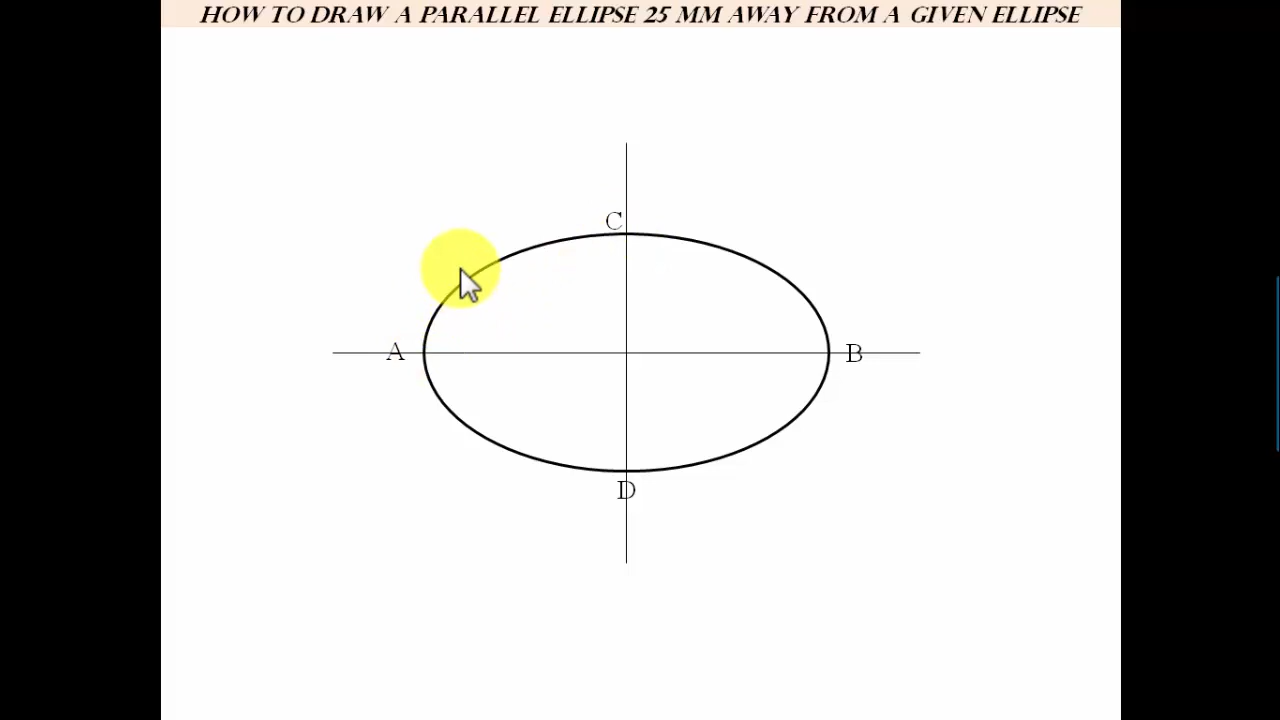 HOW TO DRAW A PARALLEL ELLIPSE 25 MM AWAY FROM A GIVEN ELLIPSE
C
A
B
D